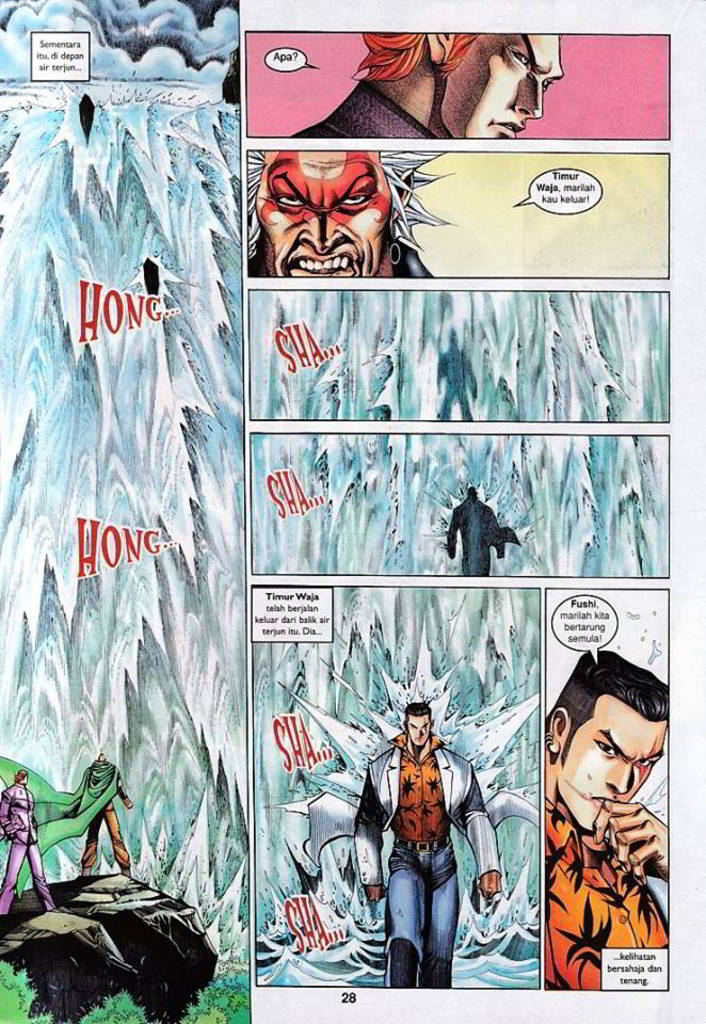 Sementara
itu, di depan
air terjun...
HONG...
HONG...
Apa?
Timur
Waja, marilah
kau keluar!
SHA...
SHA...
Timur Waja
telah berjalan
keluar dari balik air
terjun itu. Dia...
SHA...
SHA...
Fushi,
marilah kita
bertarung
semula!
...kelihatan
bersahaja dan
tenang.
28